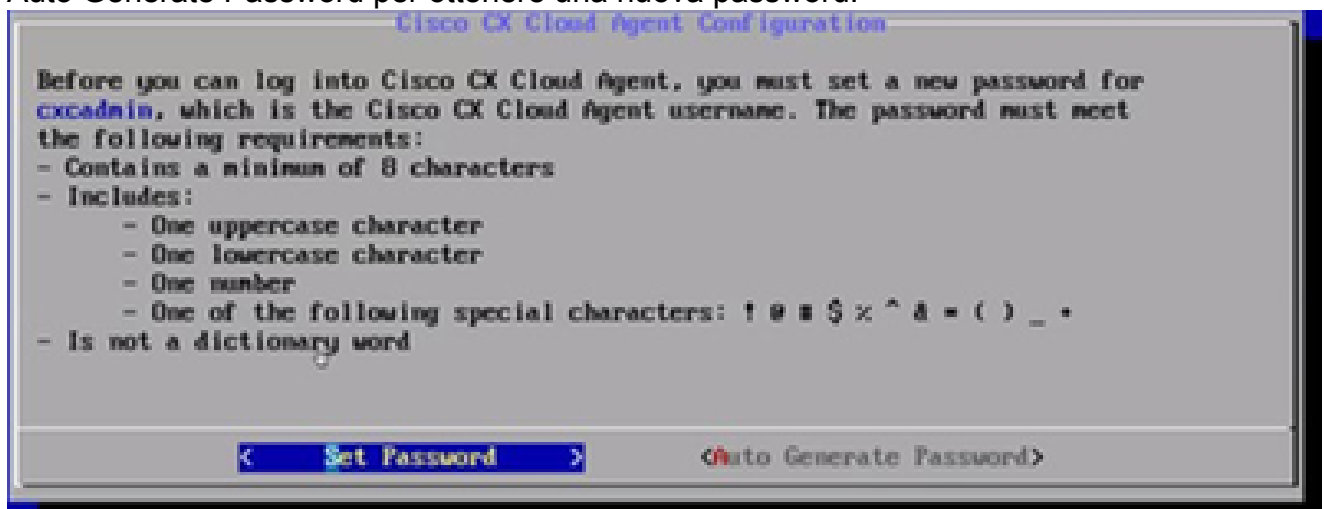 Auto Generate Password per ottenere una nuova password.
Cisco CX Cloud Agent Configuration
Before you can log into Cisco CX Cloud Agent, you must set a new password for
cxcadmin, which is the Cisco CX Cloud Agent username. The password must meet
the following requirements:
- Contains a minimum of 8 characters
- Includes:
- One uppercase character
- One lowercase character
- One number
- One of the following special characters: ! @ # $ % ^ & * ( ) _ +
- Is not a dictionary word
< Set Password >
<Auto Generate Password>